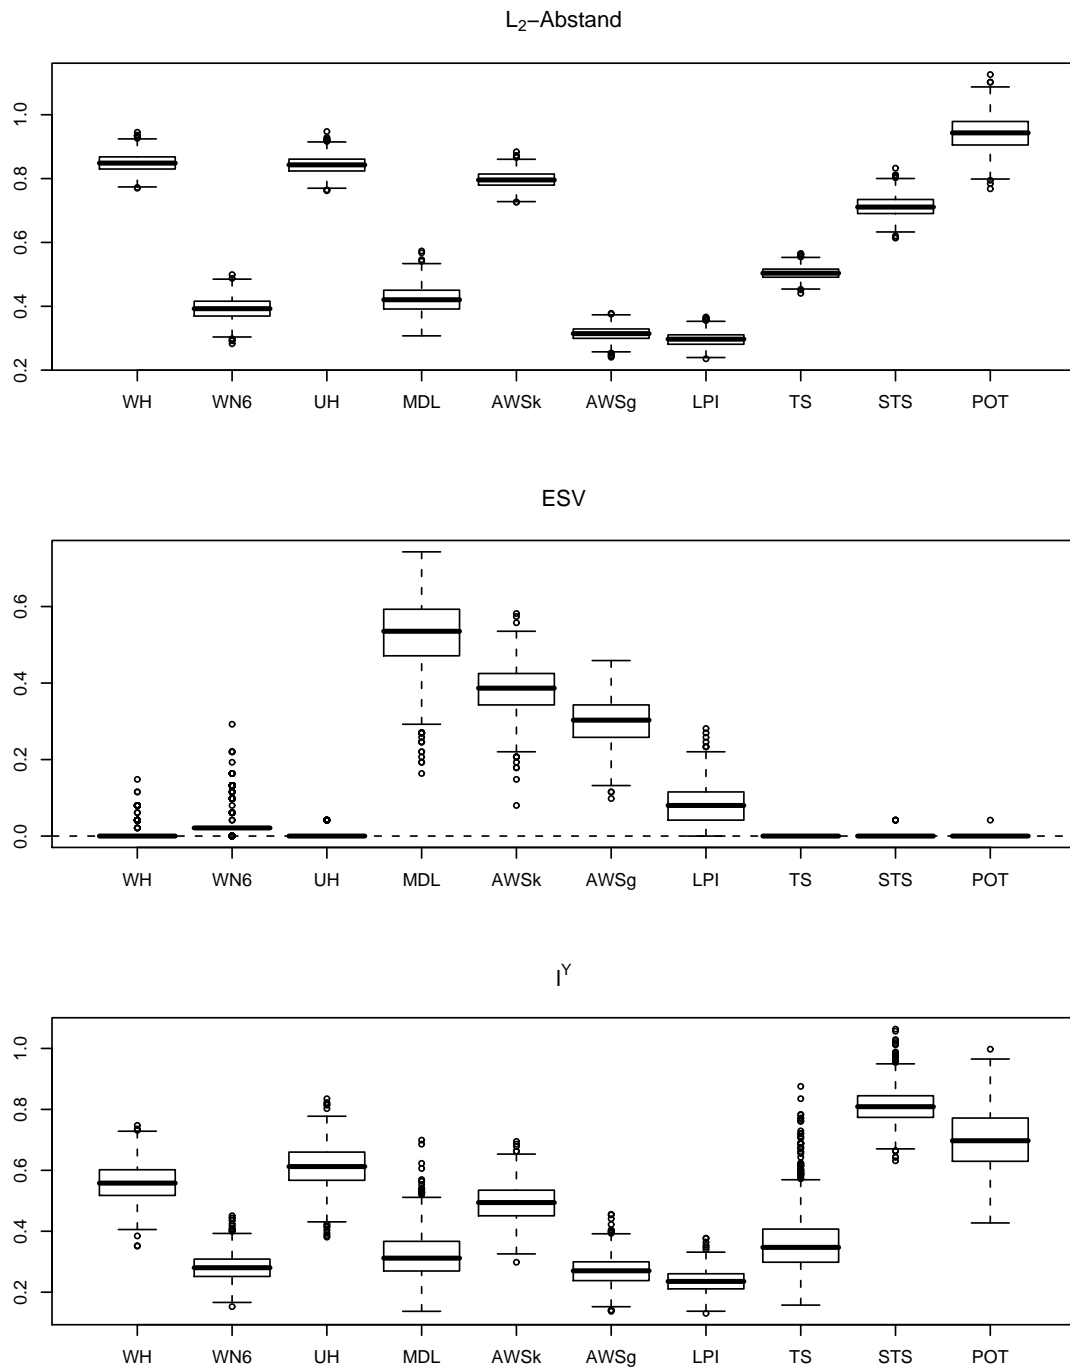 L₂−Abstand
1.0
0.8
0.6
0.4
0.2
WH WN6 UH MDL AWSk AWSg LPI TS STS POT
ESV
0.6
0.4
0.2
0.0
WH WN6 UH MDL AWSk AWSg LPI TS STS POT
I^Y
1.0
0.8
0.6
0.4
0.2
WH WN6 UH MDL AWSk AWSg LPI TS STS POT